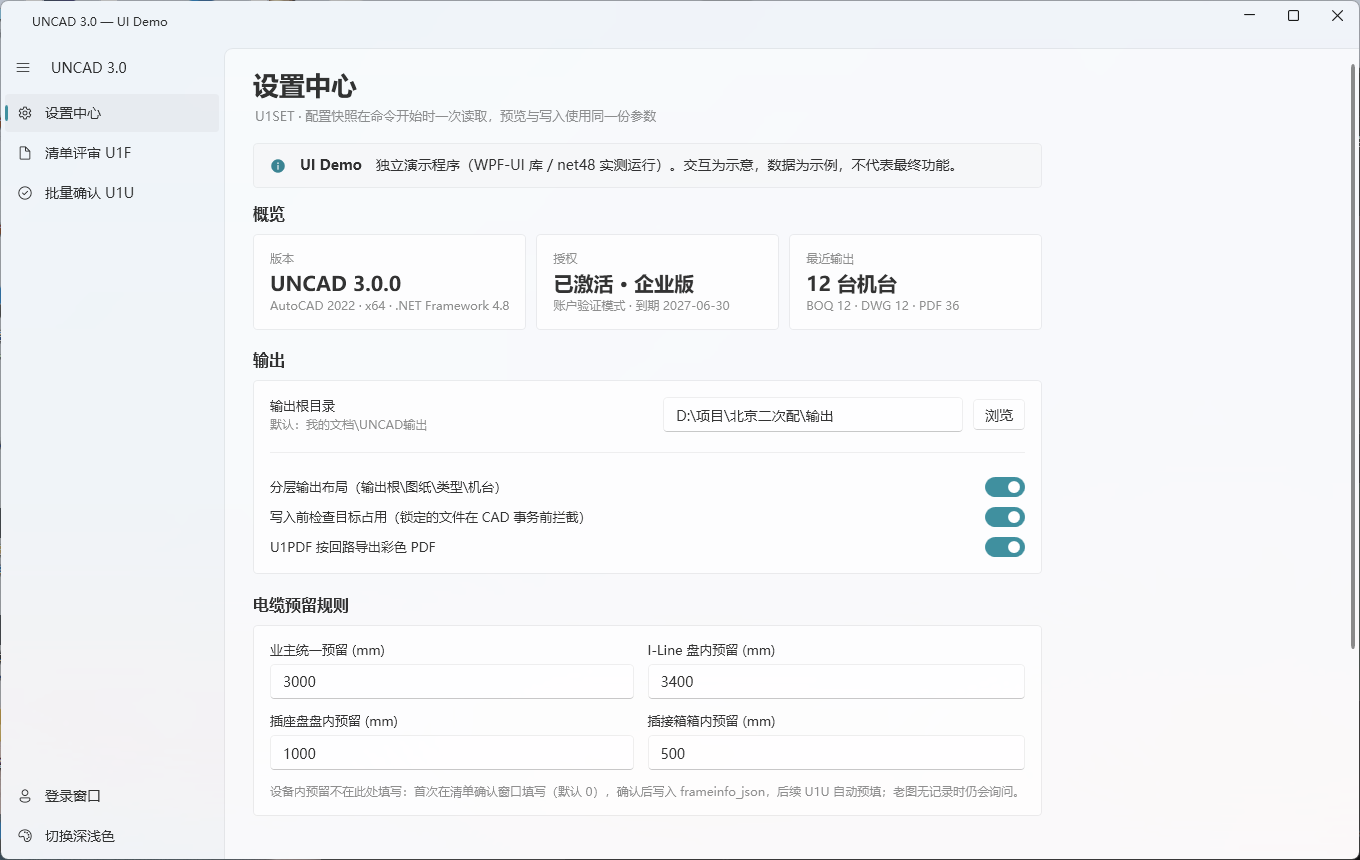 UNCAD 3.0 — UI Demo
UNCAD 3.0
设置中心
清单评审 U1F
批量确认 U1U
登录窗口
切换深浅色
设置中心
U1SET · 配置快照在命令开始时一次读取，预览与写入使用同一份参数
UI Demo 独立演示程序（WPF-UI 库 / net48 实测运行）。交互为示意，数据为示例，不代表最终功能。
概览
版本
UNCAD 3.0.0
AutoCAD 2022 · x64 · .NET Framework 4.8
授权
已激活 · 企业版
账户验证模式 · 到期 2027-06-30
最近输出
12 台机台
BOQ 12 · DWG 12 · PDF 36
输出
输出根目录
默认：我的文档\UNCAD输出
D:\项目\北京二次配\输出
浏览
分层输出布局（输出根\图纸\类型\机台）
写入前检查目标占用（锁定的文件在 CAD 事务前拦截）
U1PDF 按回路导出彩色 PDF
电缆预留规则
业主统一预留 (mm)
3000
I-Line 盘内预留 (mm)
3400
插座盘盘内预留 (mm)
1000
插接箱箱内预留 (mm)
500
设备内预留不在此处填写：首次在清单确认窗口填写（默认 0），确认后写入 frameinfo_json，后续 U1U 自动预填；老图无记录时仍会询问。